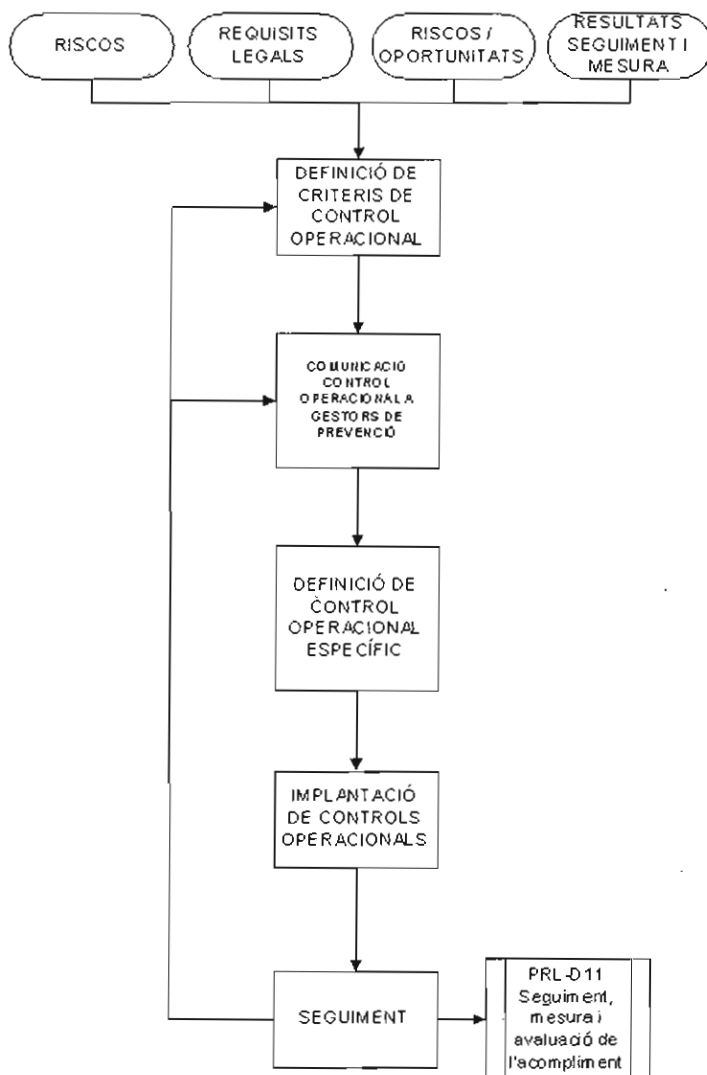 RISCOS
REQUISITS
LEGALS
RISCOS /
OPORTUNITATS
RESULTATS
SEGUIMENT I
MESURA
DEFINICIÓ DE
CRITERIS DE
CONTROL
OPERACIONAL
COMUNICACIÓ
CONTROL
OPERACIONAL A
GESTORS DE
PREVENCIÓ
DEFINICIÓ DE
CONTROL
OPERACIONAL
ESPECÍFIC
IMPLANTACIÓ
DE CONTROLS
OPERACIONALS
SEGUIMENT
PRL-D11
Seguiment,
mesura i
avaluació de
l'acompliment